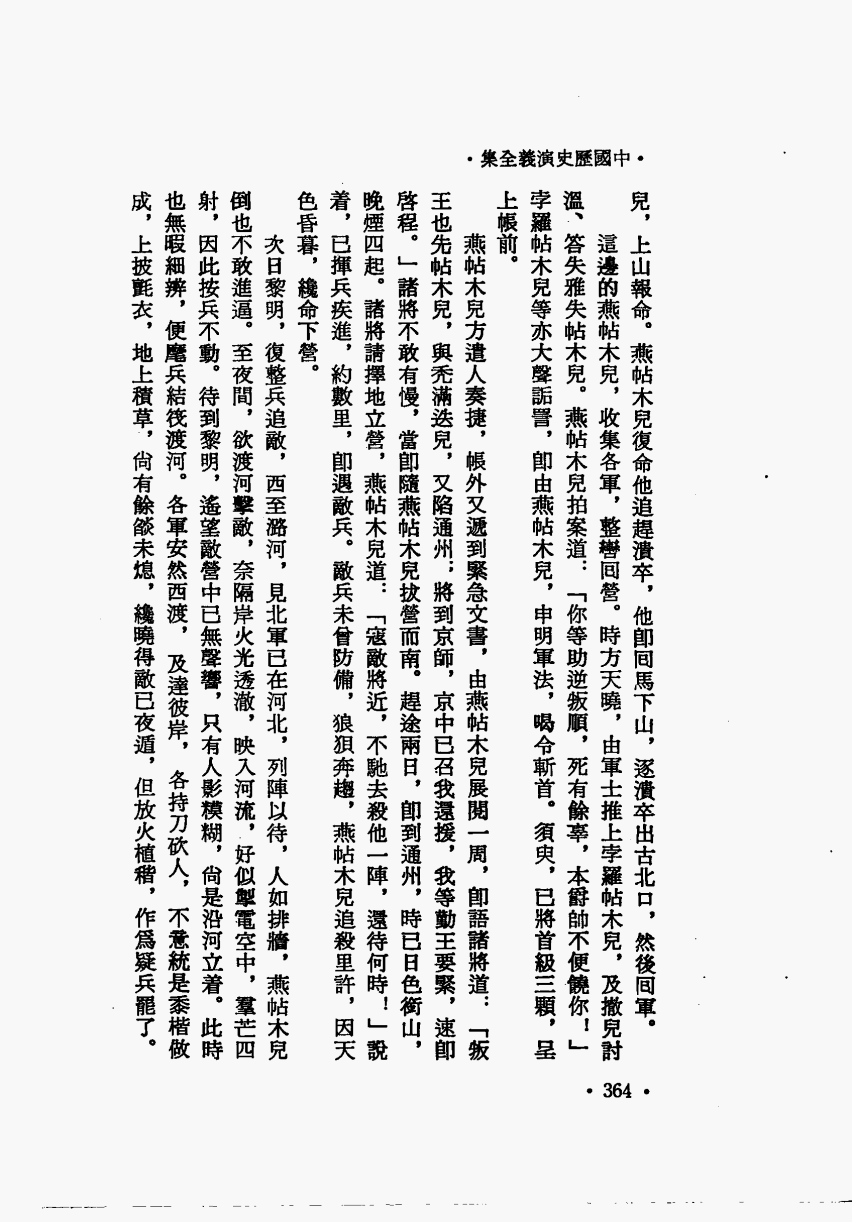 ·中國歷史演義全集·
兒，上山報命。燕帖木兒復命他追趕潰卒，他即囘馬下山，逐潰卒出古北口，然後囘軍。
這邊的燕帖木兒，收集各軍，整轡囘營。時方天曉，由軍士推上孛羅帖木兒，及撤兒討
溫、答失雅失帖木兒。燕帖木兒拍案道：「你等助逆叛順，死有餘辜，本爵帥不便饒你！」
孛羅帖木兒等亦大聲詬詈，卽由燕帖木兒，申明軍法，喝令斬首。須臾，已將首級三顆，呈
上帳前。
燕帖木兒方遣人奏捷，帳外又遞到緊急文書，由燕帖木兒展閱一周，卽語諸將道：「叛
王也先帖木兒，與禿滿迭兒，又陷通州；將到京師，京中已召我還援，我等勤王要緊，速卽
啓程。」諸將不敢有慢，當卽隨燕帖木兒拔營而南。趕途兩日，卽到通州，時已日色銜山，
晚煙四起。諸將請擇地立營，燕帖木兒道：「寇敵將近，不馳去殺他一陣，還待何時！」說
着，已揮兵疾進，約數里，卽遇敵兵。敵兵未曾防備，狼狽奔趨，燕帖木兒追殺里許，因天
色昏暮，纔命下營。
次日黎明，復整兵追敵，西至潞河，見北軍已在河北，列陣以待，人如排牆，燕帖木兒
倒也不敢進逼。至夜間，欲渡河擊敵，奈隔岸火光透澈，映入河流，好似掣電空中，羣芒四
射，因此按兵不動。待到黎明，遙望敵營中已無聲響，只有人影糢糊，尙是沿河立着。此時
也無暇細辨，便麾兵結筏渡河。各軍安然西渡，及達彼岸，各持刀砍人，不意統是黍楷做
成，上披氈衣，地上積草，尙有餘燄未熄，纔曉得敵已夜遁，但放火植稭，作爲疑兵罷了。
·364·